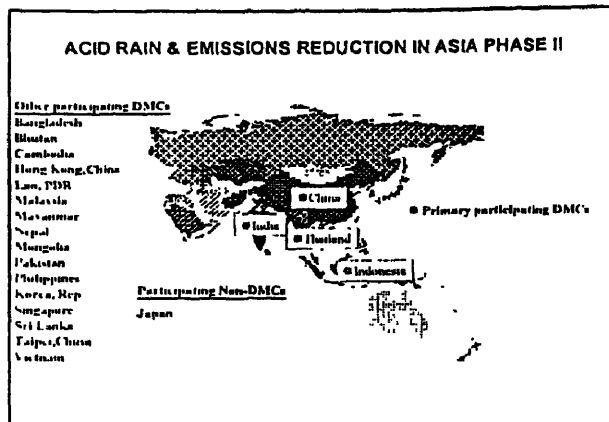 ACID RAIN & EMISSIONS REDUCTION IN ASIA PHASE II
Other participating DMCs
Bangladesh
Bhutan
Cambodia
Hong Kong, China
Lao, PDR
Malaysia
Myanmar
Nepal
Mongolia
Pakistan
Philippines
Korea, Rep
Singapore
Sri Lanka
Taipei, China
Vietnam
China
India
Thailand
Indonesia
Primary participating DMCs
Participating Non-DMCs
Japan